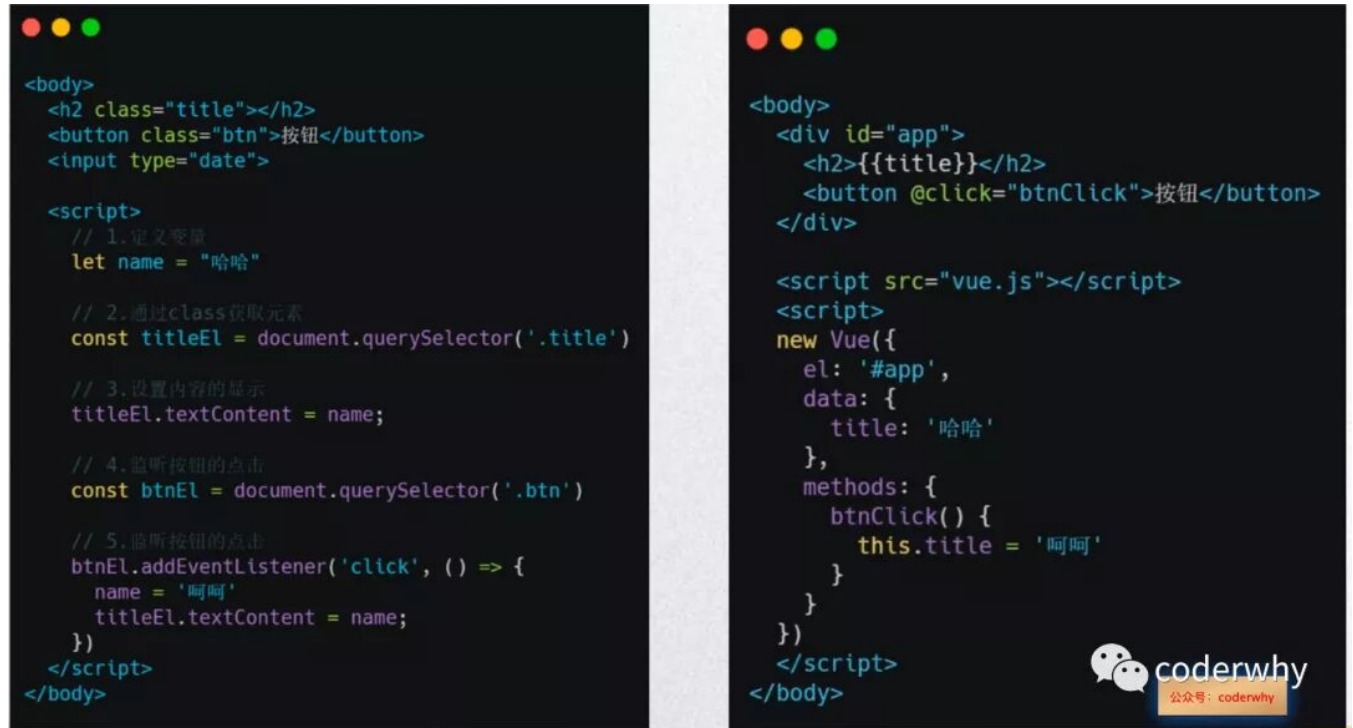 <body>
<h2 class="title"></h2>
<button class="btn">按钮</button>
<input type="date">
<script>
// 1.定义变量
let name = "哈哈"
// 2.通过class获取元素
const titleEl = document.querySelector('.title')
// 3.设置内容的显示
titleEl.textContent = name;
// 4.监听按钮的点击
const btnEl = document.querySelector('.btn')
// 5.监听按钮的点击
btnEl.addEventListener('click', () => {
name = '呵呵'
titleEl.textContent = name;
})
</script>
</body>
<body>
<div id="app">
<h2>{{title}}</h2>
<button @click="btnClick">按钮</button>
</div>
<script src="vue.js"></script>
<script>
new Vue({
el: '#app',
data: {
title: '哈哈'
},
methods: {
btnClick() {
this.title = '呵呵'
}
}
})
</script>
</body>
coderwhy
公众号：coderwhy